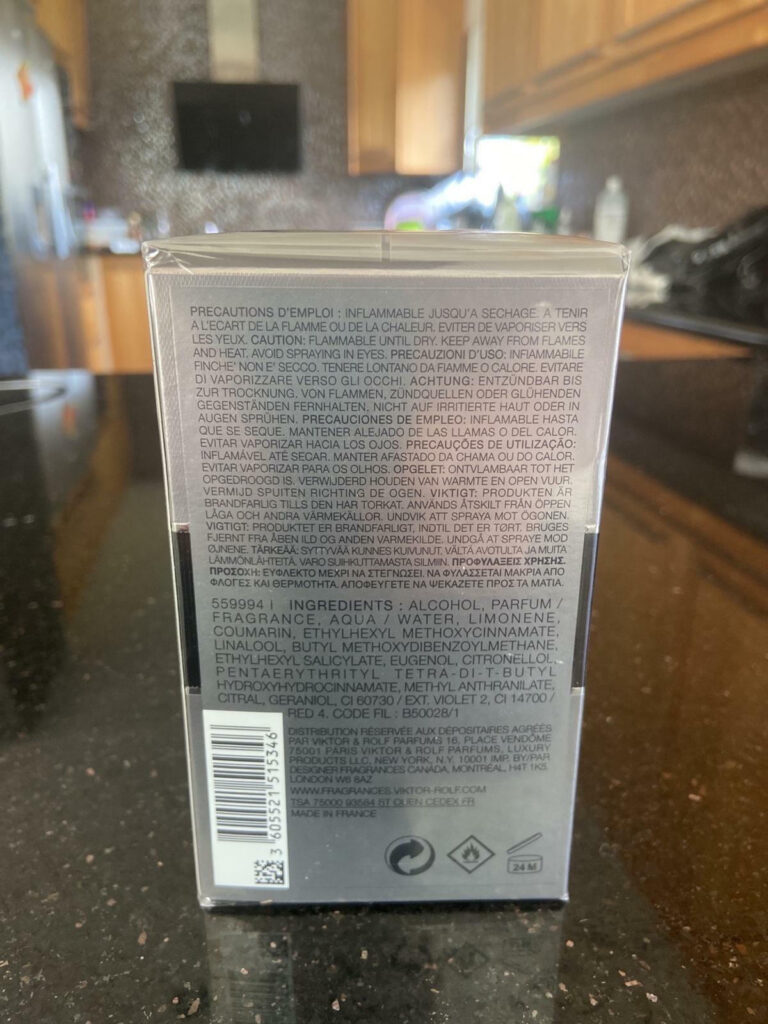 PRECAUTIONS D'EMPLOI : INFLAMMABLE JUSQU'A SECHAGE. A TENIR
A L'ECART DE LA FLAMME OU DE LA CHALEUR. EVITER DE VAPORISER VERS
LES YEUX. CAUTION: FLAMMABLE UNTIL DRY. KEEP AWAY FROM FLAMES
AND HEAT. AVOID SPRAYING IN EYES. PRECAUZIONI D'USO: INFIAMMABILE
FINCHE' NON E' SECCO. TENERE LONTANO DA FIAMME O CALORE. EVITARE
DI VAPORIZZARE VERSO GLI OCCHI. ACHTUNG: ENTZÜNDBAR BIS
ZUR TROCKNUNG. VON FLAMMEN, ZÜNDQUELLEN ODER GLÜHENDEN
GEGENSTÄNDEN FERNHALTEN, NICHT AUF IRRITIERTE HAUT ODER IN
AUGEN SPRÜHEN. PRECAUCIONES DE EMPLEO: INFLAMABLE HASTA
QUE SE SEQUE. MANTENER ALEJADO DE LAS LLAMAS O DEL CALOR.
EVITAR VAPORIZAR HACIA LOS OJOS. PRECAUÇÕES DE UTILIZAÇÃO:
INFLAMÁVEL ATÉ SECAR. MANTER AFASTADO DA CHAMA OU DO CALOR.
EVITAR VAPORIZAR PARA OS OLHOS. OPGELET: ONTVLAMBAAR TOT HET
OPGEDROOGD IS. VERWIJDERD HOUDEN VAN WARMTE EN OPEN VUUR.
VERMIJD SPUITEN RICHTING DE OGEN. VIKTIGT: PRODUKTEN ÄR
BRANDFARLIG TILLS DEN HAR TORKAT. ANVÄNDS ÅTSKILT FRÅN ÖPPEN
LÅGA OCH ANDRA VÄRMEKÄLLOR. UNDVIK ATT SPRAYA MOT ÖGONEN.
VIGTIGT: PRODUKTET ER BRANDFARLIGT, INDTIL DET ER TØRT. BRUGES
FJERNT FRA ÅBEN ILD OG ANDEN VARMEKILDE. UNDGÅ AT SPRAYE MOD
ØJNENE. TÄRKEÄÄ: SYTTYVÄÄ KUNNES KUIVUNUT. VÄLTÄ AVOTULTA JA MUITA
LÄMMÖNLÄHTEITÄ. VARO SUIHKUTTAMASTA SILMIIN. ΠΡΟΦΥΛΑΞΕΙΣ ΧΡΗΣΗΣ.
ΠΡΟΣΟΧΗ: ΕΥΦΛΕΚΤΟ ΜΕΧΡΙ ΝΑ ΣΤΕΓΝΩΣΕΙ. ΝΑ ΦΥΛΑΣΣΕΤΑΙ ΜΑΚΡΙΑ ΑΠΟ
ΦΛΟΓΕΣ ΚΑΙ ΘΕΡΜΟΤΗΤΑ. ΑΠΟΦΕΥΓΕΤΕ ΝΑ ΨΕΚΑΖΕΤΕ ΠΡΟΣ ΤΑ ΜΑΤΙΑ.
559994 I INGREDIENTS : ALCOHOL, PARFUM /
FRAGRANCE, AQUA / WATER, LIMONENE,
COUMARIN, ETHYLHEXYL METHOXYCINNAMATE,
LINALOOL, BUTYL METHOXYDIBENZOYLMETHANE,
ETHYLHEXYL SALICYLATE, EUGENOL, CITRONELLOL,
PENTAERYTHRITYL TETRA-DI-T-BUTYL
HYDROXYHYDROCINNAMATE, METHYL ANTHRANILATE,
CITRAL, GERANIOL, CI 60730 / EXT. VIOLET 2, CI 14700 /
RED 4. CODE FIL : B50028/1
DISTRIBUTION RÉSERVÉE AUX DÉPOSITAIRES AGRÉÉS
PAR VIKTOR & ROLF PARFUMS 16, PLACE VENDÔME
75001 PARIS VIKTOR & ROLF PARFUMS, LUXURY
PRODUCTS LLC, NEW YORK, N.Y. 10001 IMP. BY/PAR
DESIGNER FRAGRANCES CANADA, MONTRÉAL, H4T 1K5.
LONDON W6 8AZ
WWW.FRAGRANCES.VIKTOR-ROLF.COM
TSA 75000 93584 ST OUEN CEDEX FR
MADE IN FRANCE
3 605521 515346
24 M